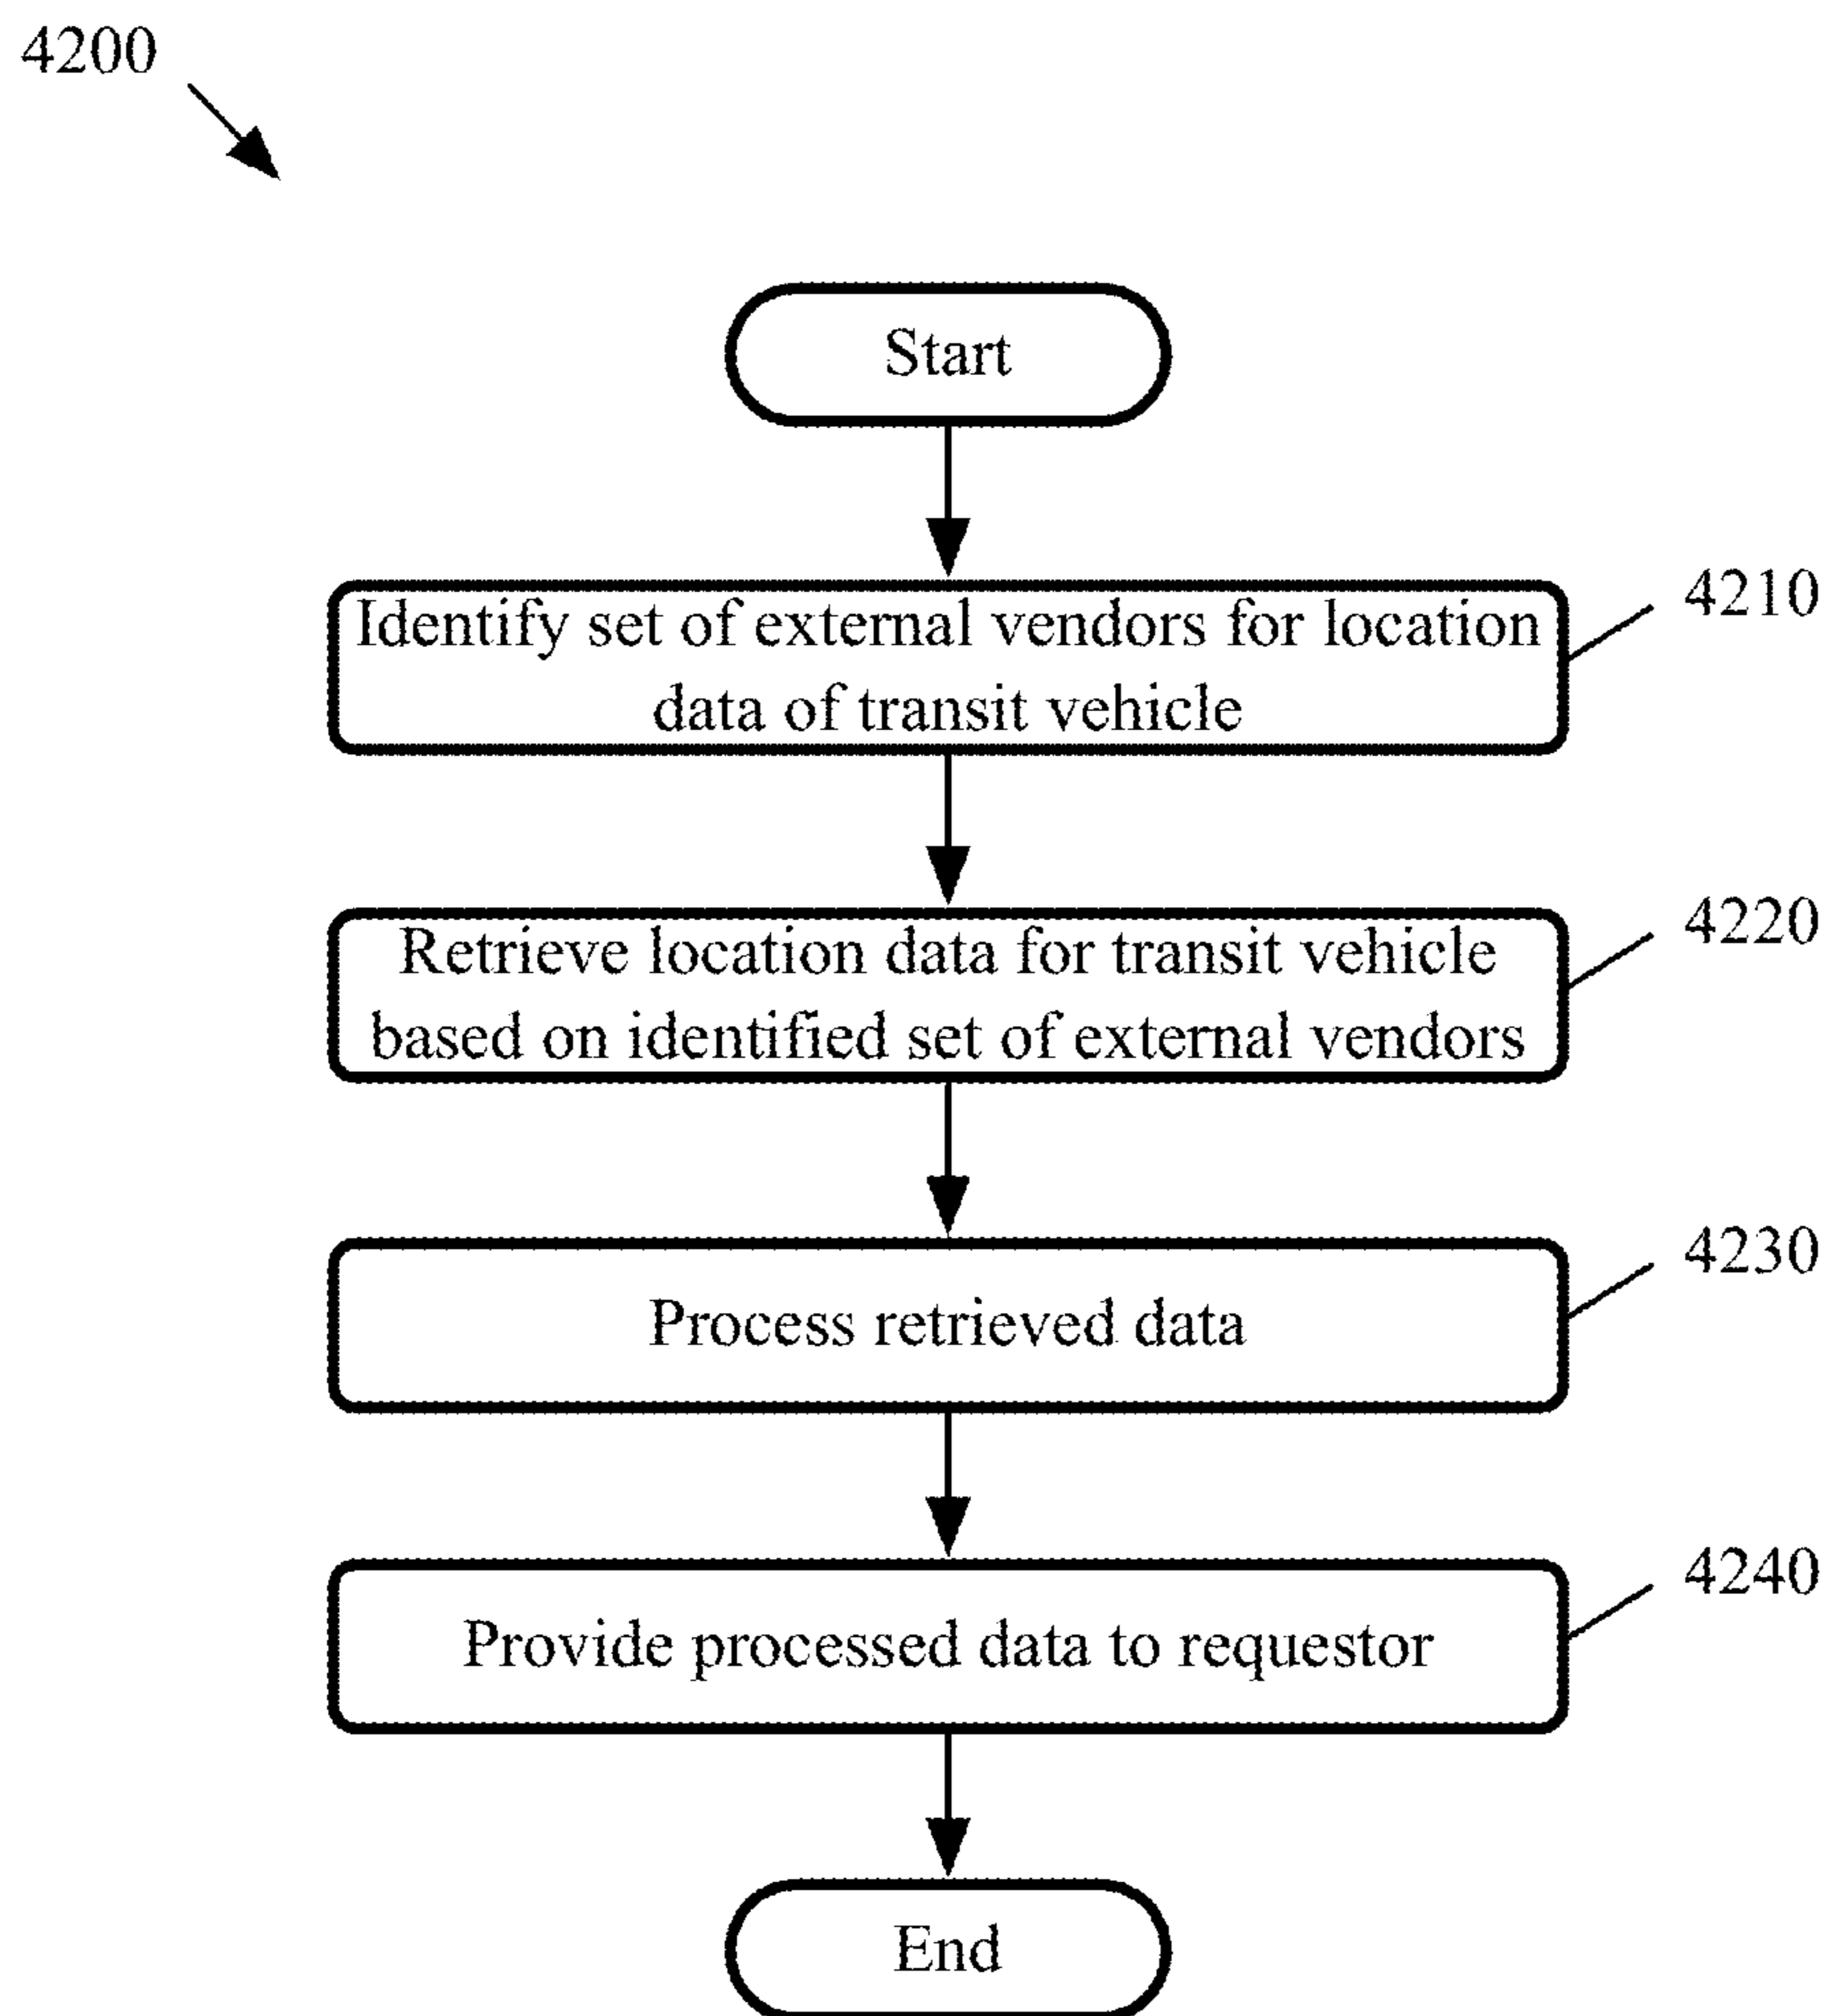 4200
Start
Identify set of external vendors for location
data of transit vehicle
4210
Retrieve location data for transit vehicle
based on identified set of external vendors
4220
Process retrieved data
4230
Provide processed data to requestor
4240
End